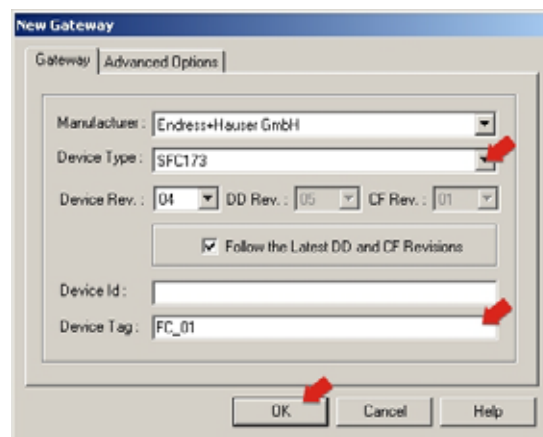 New Gateway
Gateway Advanced Options
Manufacturer : Endress+Hauser GmbH
Device Type : SFC173
Device Rev. : 04 DD Rev. : 05 CF Rev. : 01
Follow the Latest DD and CF Revisions
Device Id :
Device Tag : FC_01
OK Cancel Help